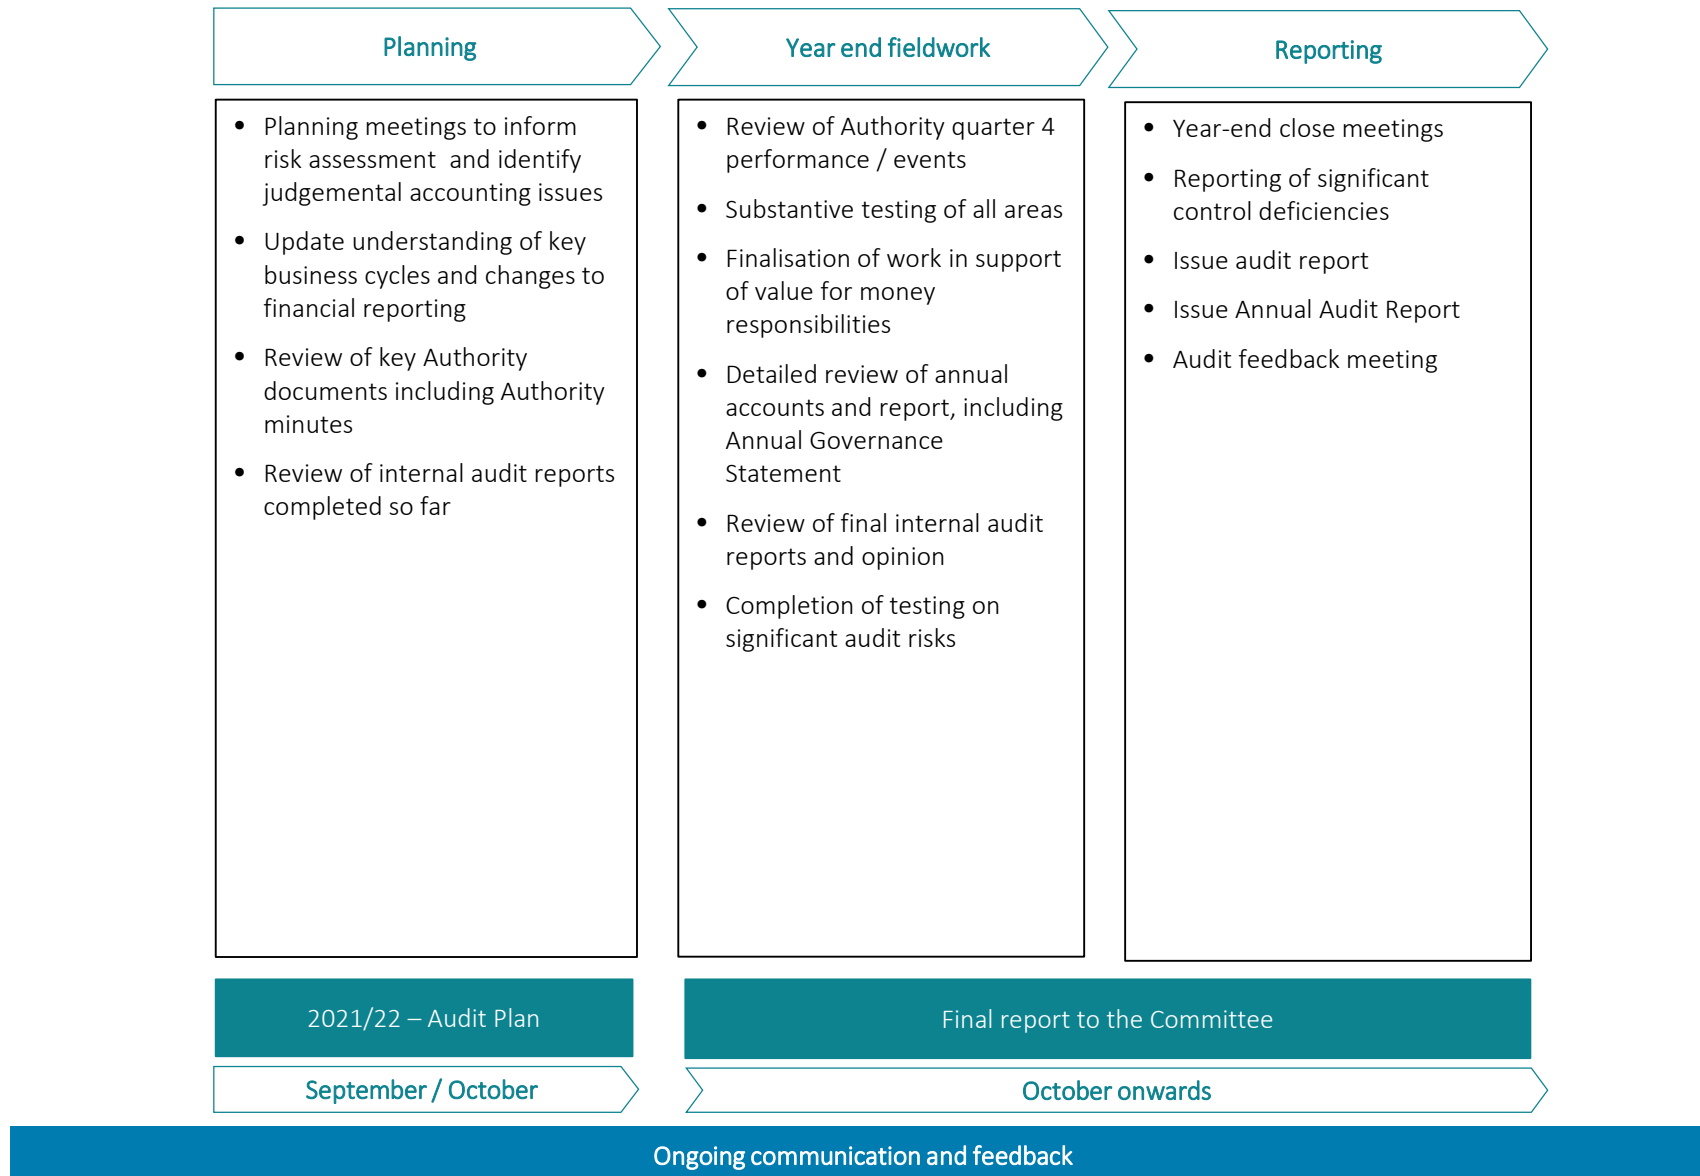 Planning
Year end fieldwork
Reporting
• Planning meetings to inform
risk assessment and identify
judgemental accounting issues
• Update understanding of key
business cycles and changes to
financial reporting
• Review of key Authority
documents including Authority
minutes
• Review of internal audit reports
completed so far
• Review of Authority quarter 4
performance / events
• Substantive testing of all areas
• Finalisation of work in support
of value for money
responsibilities
• Detailed review of annual
accounts and report, including
Annual Governance
Statement
• Review of final internal audit
reports and opinion
• Completion of testing on
significant audit risks
• Year-end close meetings
• Reporting of significant
control deficiencies
• Issue audit report
• Issue Annual Audit Report
• Audit feedback meeting
2021/22 – Audit Plan
Final report to the Committee
September / October
October onwards
Ongoing communication and feedback